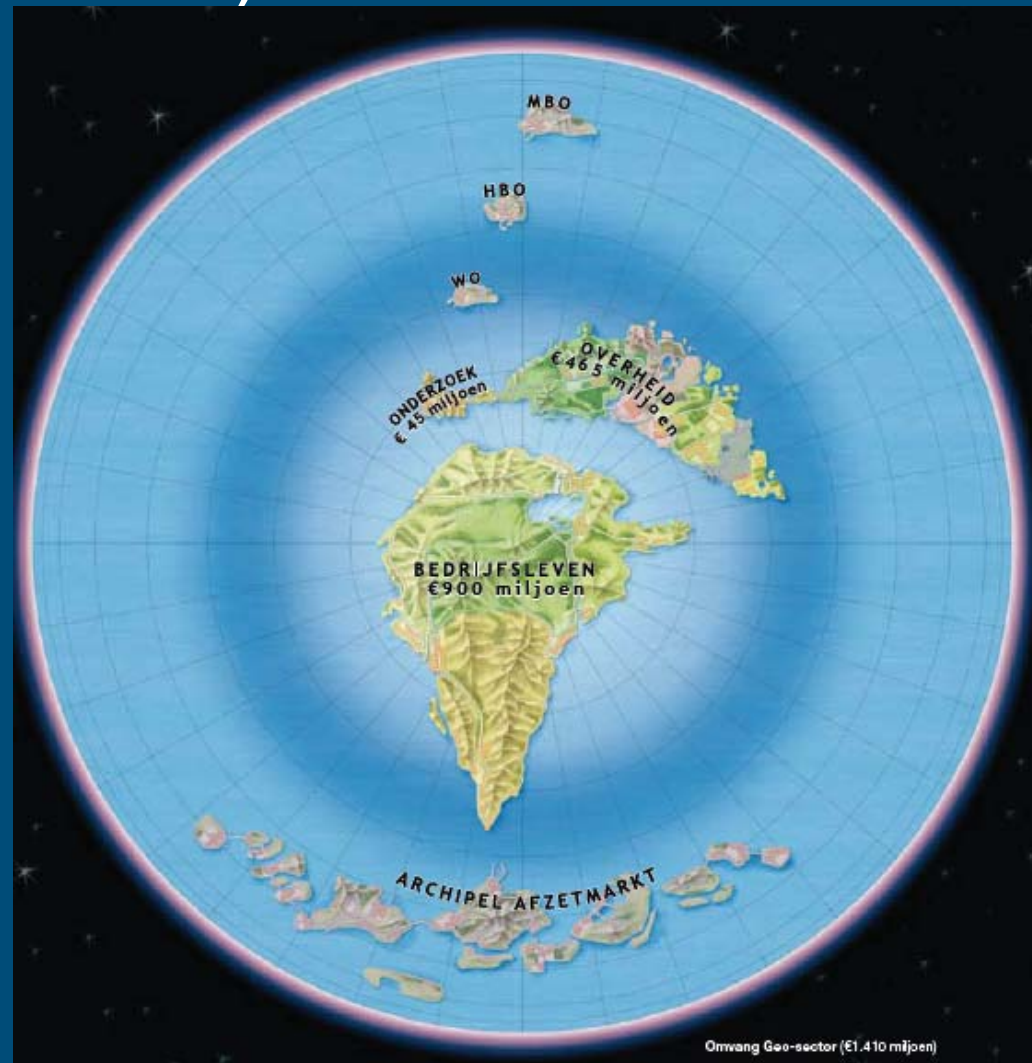 MBO
HBO
WO
ONDERZOEK
€ 45 miljoen
OVERHEID
€ 465 miljoen
BEDRIJFSLEVEN
€900 miljoen
ARCHIPEL AFZETMARKT
Omvang Geo-sector (€1.410 miljoen)